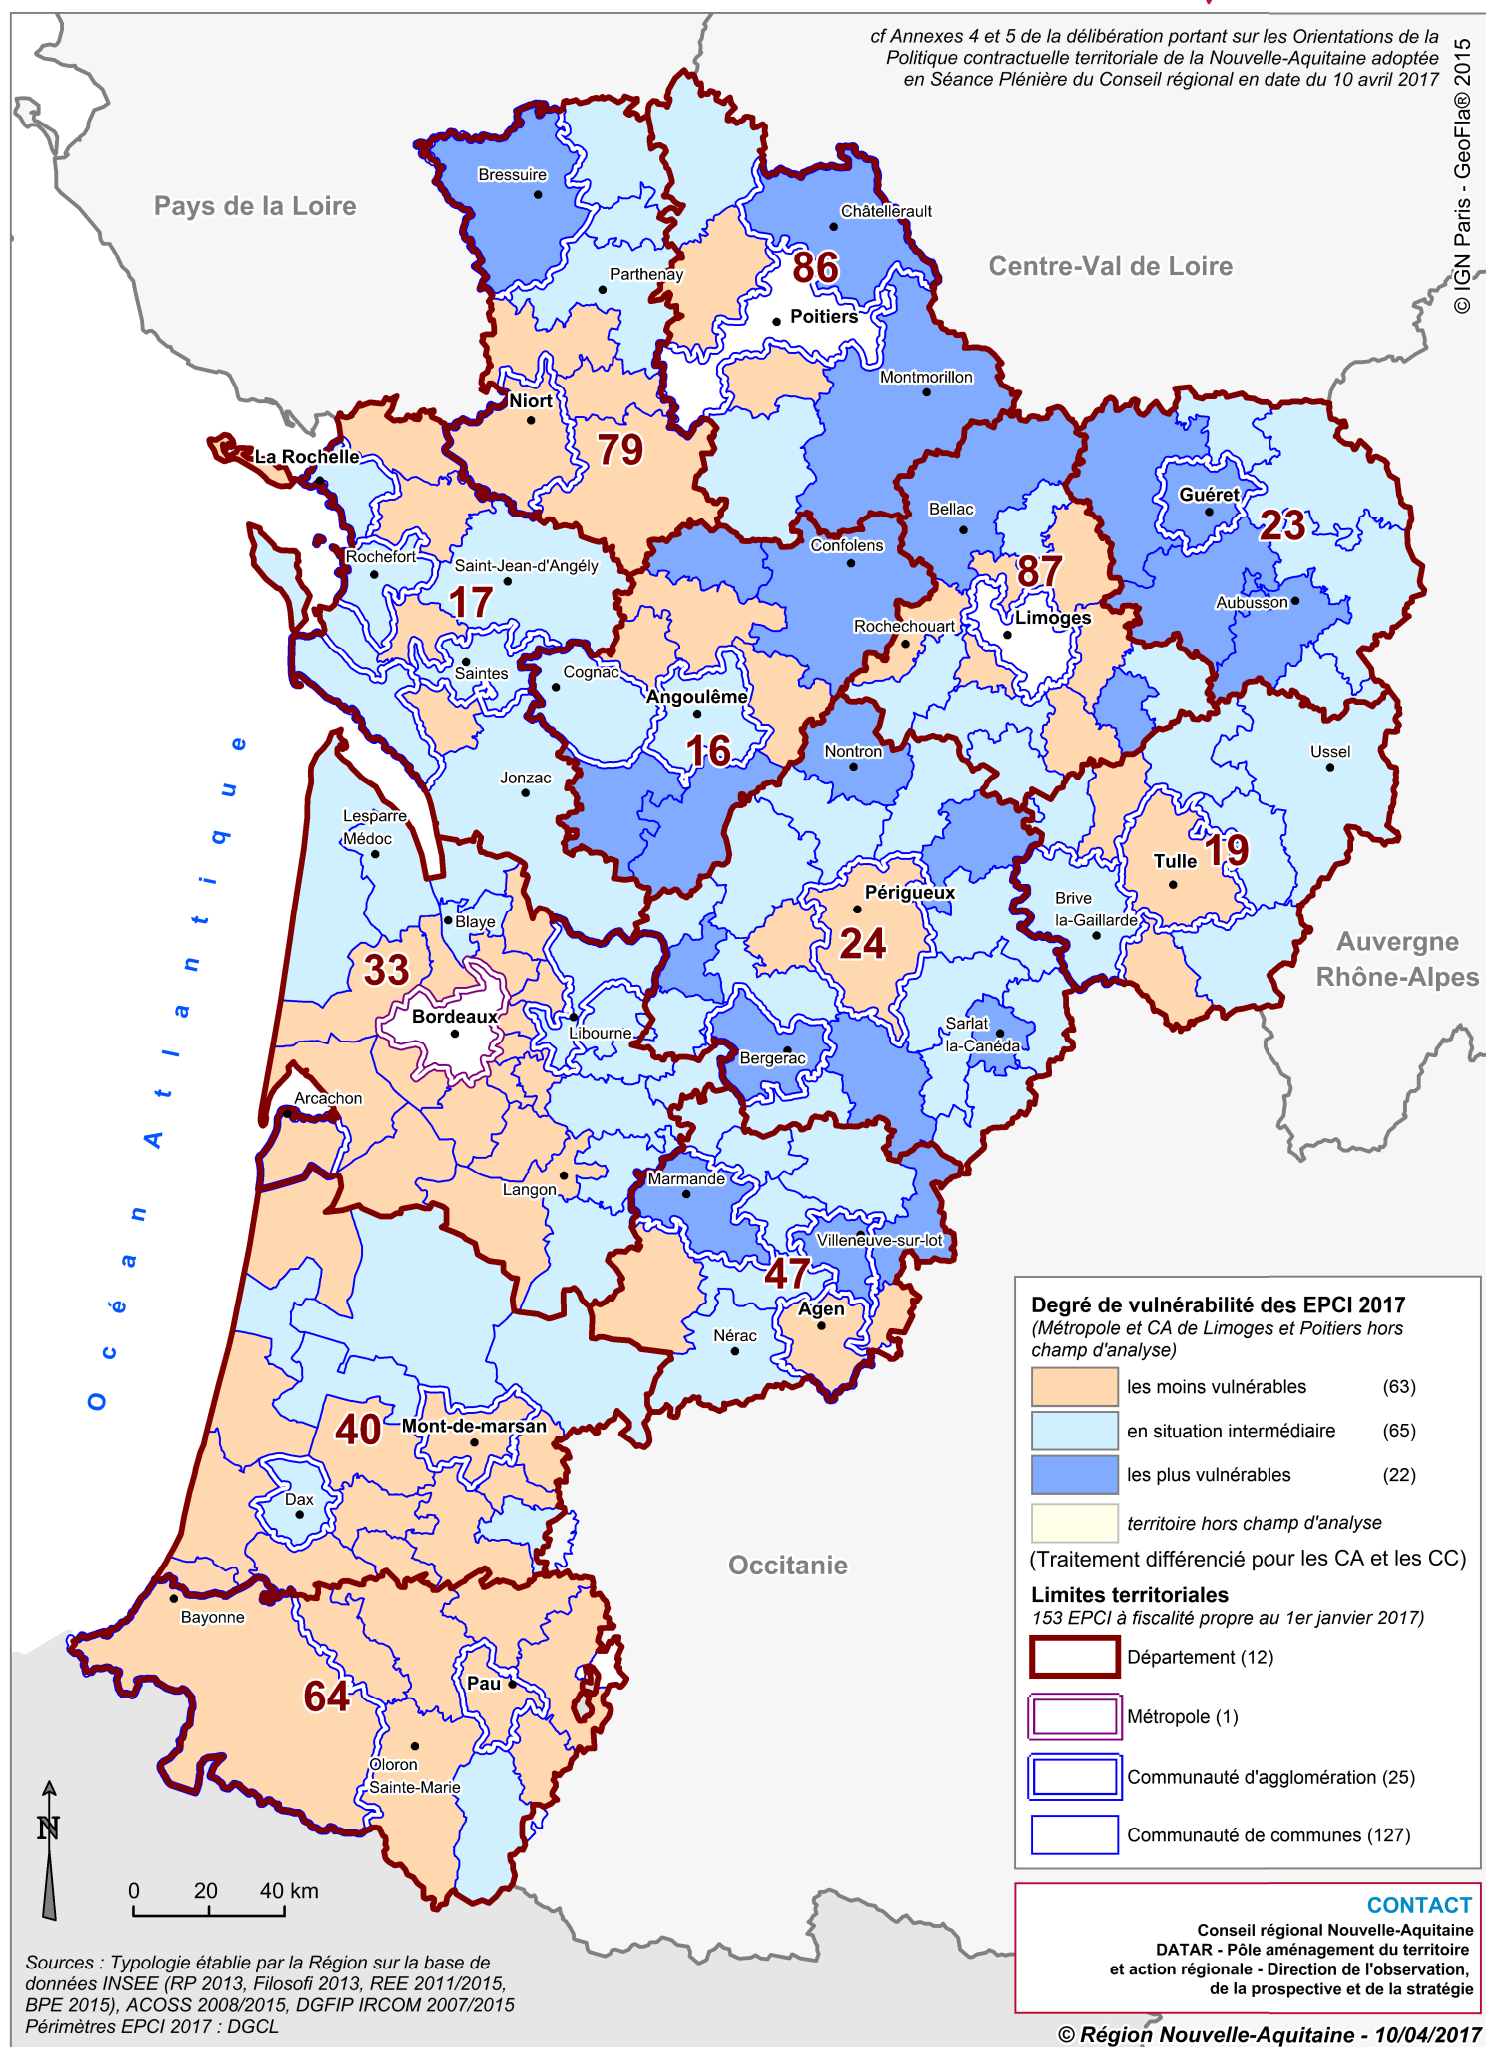 cf Annexes 4 et 5 de la délibération portant sur les Orientations de la
Politique contractuelle territoriale de la Nouvelle-Aquitaine adoptée
en Séance Plénière du Conseil régional en date du 10 avril 2017
© IGN Paris - GeoFla® 2015
Pays de la Loire
Centre-Val de Loire
Auvergne
Rhône-Alpes
Occitanie
Océan Atlantique
Bressuire
Châtellerault
Parthenay
86
Poitiers
Montmorillon
Niort
79
La Rochelle
Guéret
23
Bellac
Confolens
Rochefort
Saint-Jean-d'Angély
17
87
Limoges
Aubusson
Rochechouart
Saintes
Cognac
Angoulême
16
Nontron
Ussel
Jonzac
Lesparre
Médoc
Tulle
19
Périgueux
Brive
la-Gaillarde
Blaye
24
33
Bordeaux
Libourne
Sarlat
la-Canéda
Bergerac
Arcachon
Langon
Marmande
Villeneuve-sur-lot
47
Agen
Nérac
40
Mont-de-marsan
Dax
Bayonne
64
Pau
Oloron
Sainte-Marie
Degré de vulnérabilité des EPCI 2017
(Métropole et CA de Limoges et Poitiers hors
champ d'analyse)
les moins vulnérables (63)
en situation intermédiaire (65)
les plus vulnérables (22)
territoire hors champ d'analyse
(Traitement différencié pour les CA et les CC)
Limites territoriales
153 EPCI à fiscalité propre au 1er janvier 2017)
Département (12)
Métropole (1)
Communauté d'agglomération (25)
Communauté de communes (127)
N
0 20 40 km
CONTACT
Conseil régional Nouvelle-Aquitaine
DATAR - Pôle aménagement du territoire
et action régionale - Direction de l'observation,
de la prospective et de la stratégie
Sources : Typologie établie par la Région sur la base de
données INSEE (RP 2013, Filosofi 2013, REE 2011/2015,
BPE 2015), ACOSS 2008/2015, DGFIP IRCOM 2007/2015
Périmètres EPCI 2017 : DGCL
© Région Nouvelle-Aquitaine - 10/04/2017